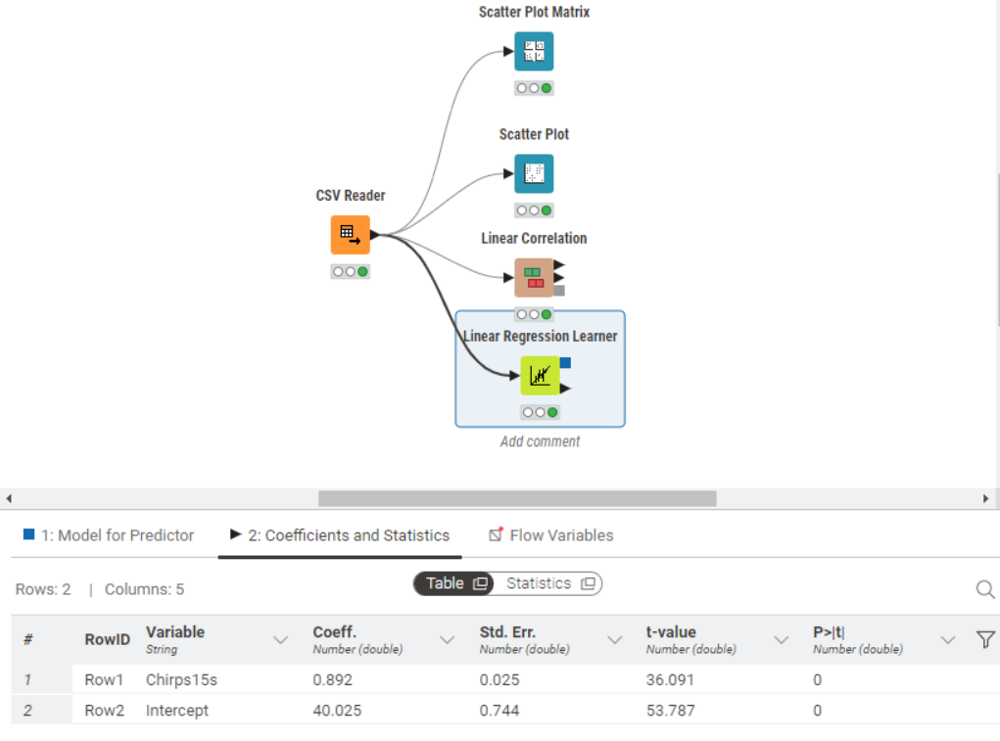 Scatter Plot Matrix
Scatter Plot
CSV Reader
Linear Correlation
Linear Regression Learner
Add comment
1: Model for Predictor 2: Coefficients and Statistics Flow Variables
Rows: 2 | Columns: 5 Table Statistics
# RowID Variable Coeff. Std. Err. t-value P>|t|
String Number (double) Number (double) Number (double) Number (double)
1 Row1 Chirps15s 0.892 0.025 36.091 0
2 Row2 Intercept 40.025 0.744 53.787 0